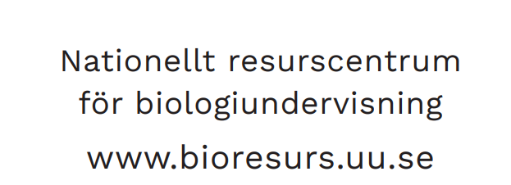 Nationellt resurscentrum
för biologiundervisning
www.bioresurs.uu.se